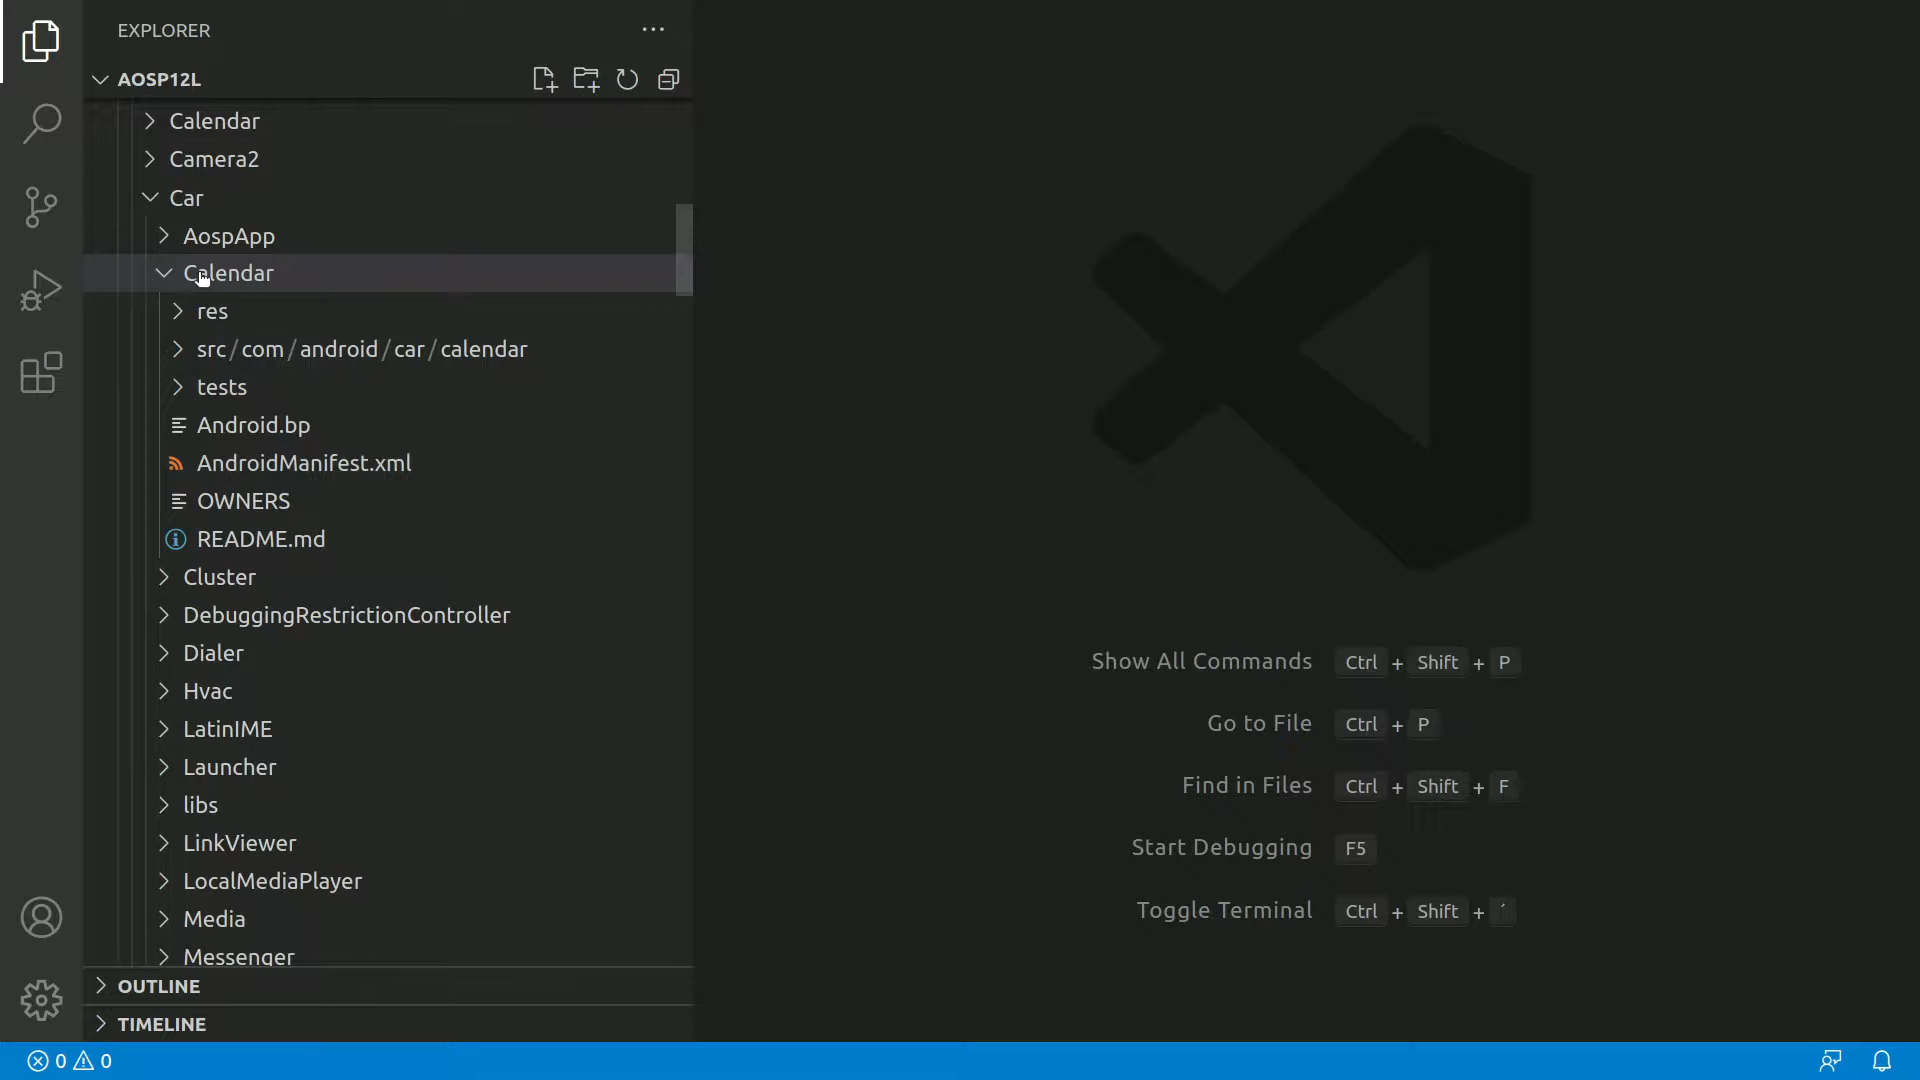 EXPLORER
AOSP12L
Calendar
Camera2
Car
AospApp
Calendar
res
src/com/android/car/calendar
tests
Android.bp
AndroidManifest.xml
OWNERS
README.md
Cluster
DebuggingRestrictionController
Dialer
Hvac
LatinIME
Launcher
libs
LinkViewer
LocalMediaPlayer
Media
Messenger
OUTLINE
TIMELINE
0 0
Show All Commands Ctrl + Shift + P
Go to File Ctrl + P
Find in Files Ctrl + Shift + F
Start Debugging F5
Toggle Terminal Ctrl + Shift + ´